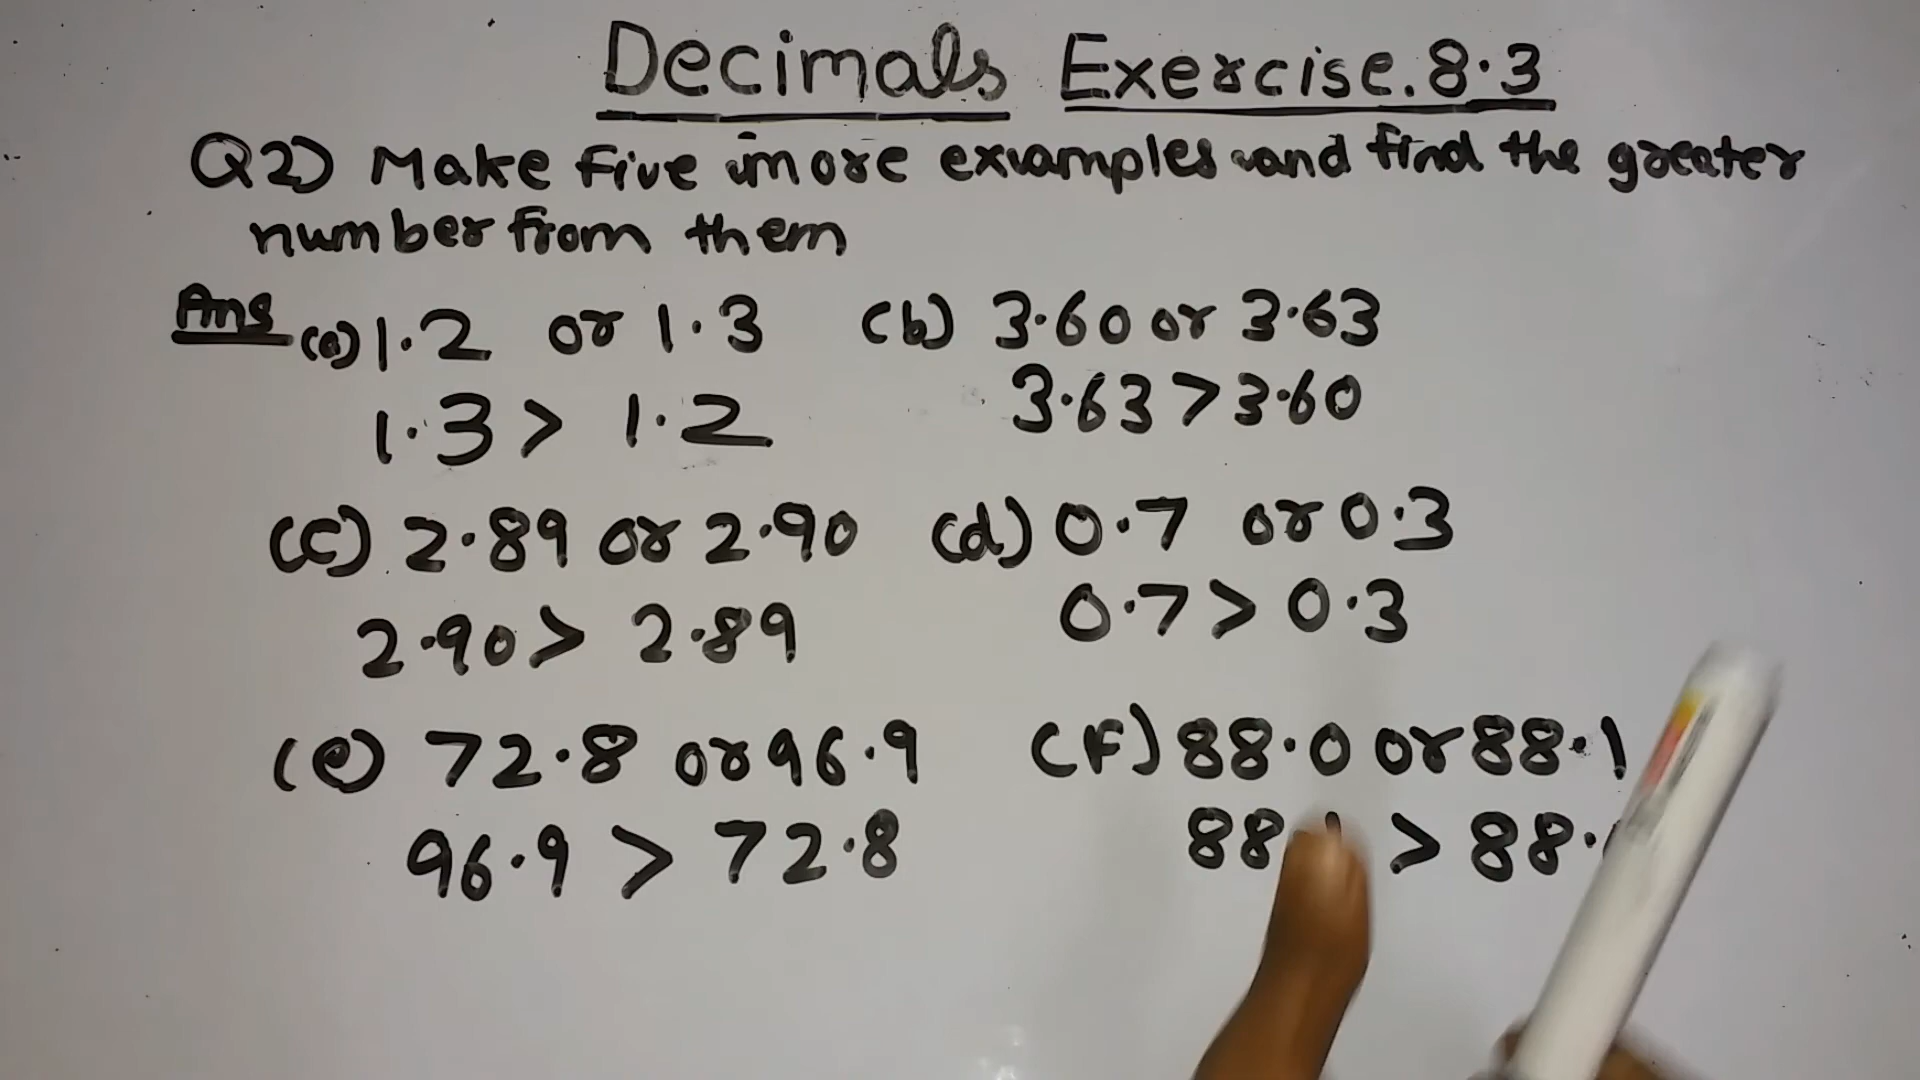 Decimals Exercise.8.3
Q2) Make five more examples and find the greater
number from them
Ans (a) 1.2 or 1.3 (b) 3.60 or 3.63
1.3 > 1.2 3.63 > 3.60
(c) 2.89 or 2.90 (d) 0.7 or 0.3
2.90 > 2.89 0.7 > 0.3
(e) 72.8 or 96.9 (f) 88.0 or 88.1
96.9 > 72.8 88. > 88.